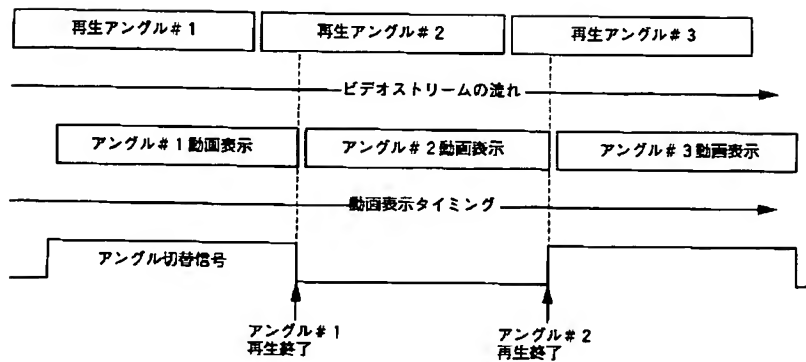 再生アングル#1 再生アングル#2 再生アングル#3
ビデオストリームの流れ
アングル#1動画表示 アングル#2動画表示 アングル#3動画表示
動画表示タイミング
アングル切替信号
アングル#1
再生終了
アングル#2
再生終了